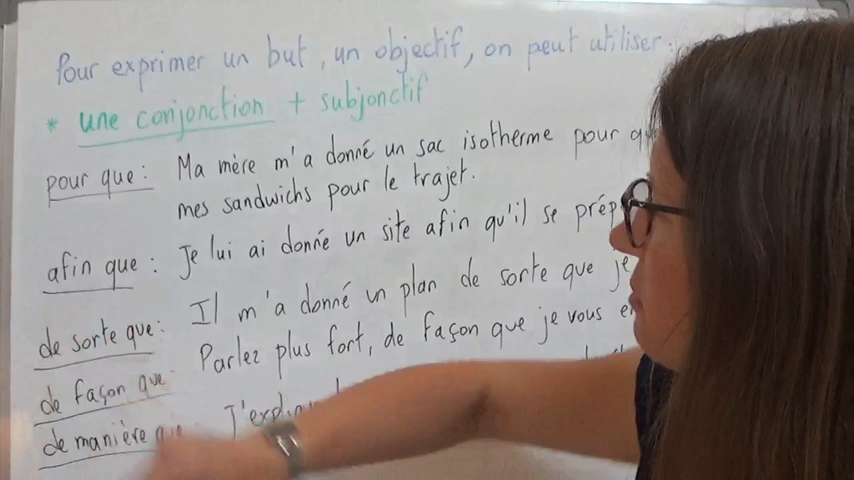 Pour exprimer un but, un objectif, on peut utiliser :
* une conjonction + subjonctif
pour que : Ma mère m'a donné un sac isotherme pour
mes sandwichs pour le trajet.
afin que : Je lui ai donné un site afin qu'il se
de sorte que : Il m'a donné un plan de sorte que je
de façon que : Parlez plus fort, de façon que je vous
de manière